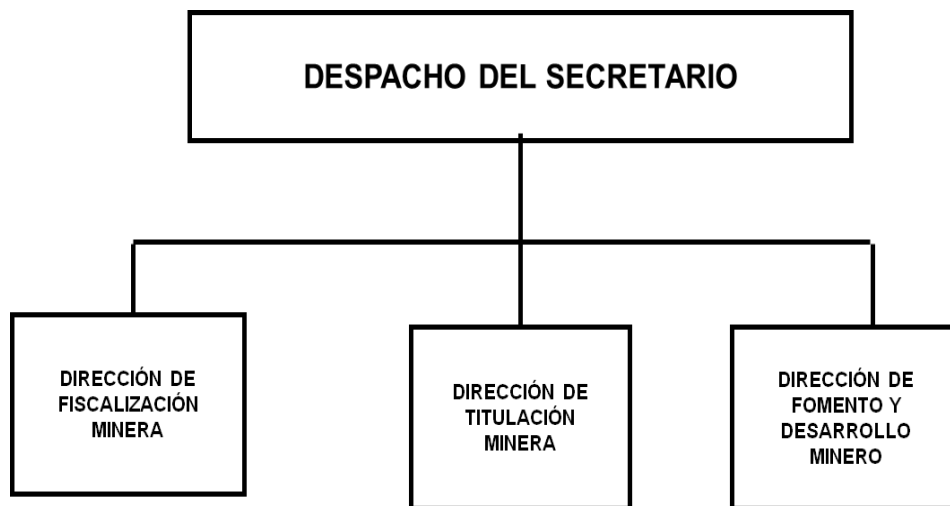 DESPACHO DEL SECRETARIO
DIRECCIÓN DE
FISCALIZACIÓN
MINERA
DIRECCIÓN DE
TITULACIÓN
MINERA
DIRECCIÓN DE
FOMENTO Y
DESARROLLO
MINERO